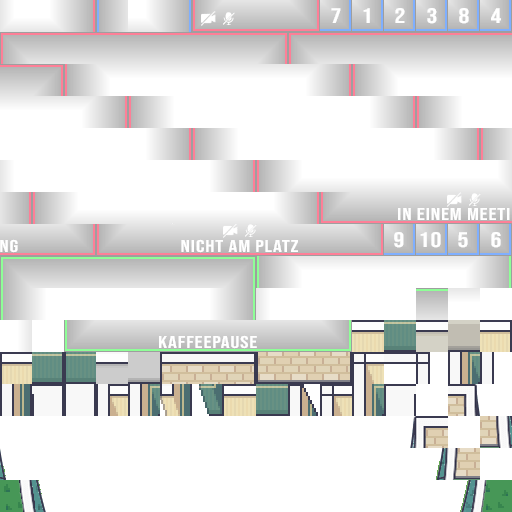 7 1 2 3 8 4
IN EINEM MEETI
NG
NICHT AM PLATZ
9 10 5 6
KAFFEEPAUSE